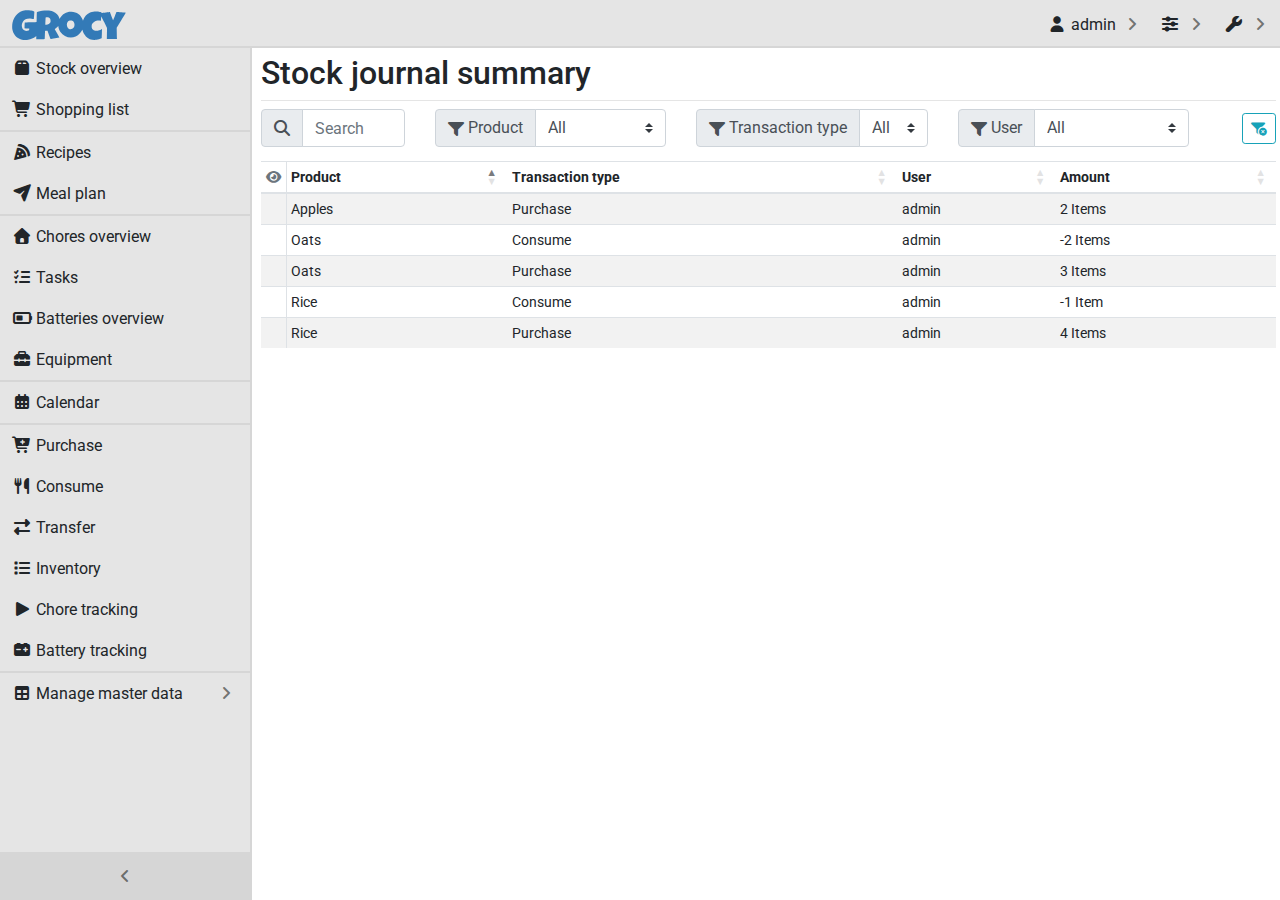 GROCY
admin
Stock overview
Shopping list
Recipes
Meal plan
Chores overview
Tasks
Batteries overview
Equipment
Calendar
Purchase
Consume
Transfer
Inventory
Chore tracking
Battery tracking
Manage master data
Stock journal summary
Search Product All Transaction type All User All
Product Transaction type User Amount
Apples Purchase admin 2 Items
Oats Consume admin -2 Items
Oats Purchase admin 3 Items
Rice Consume admin -1 Item
Rice Purchase admin 4 Items